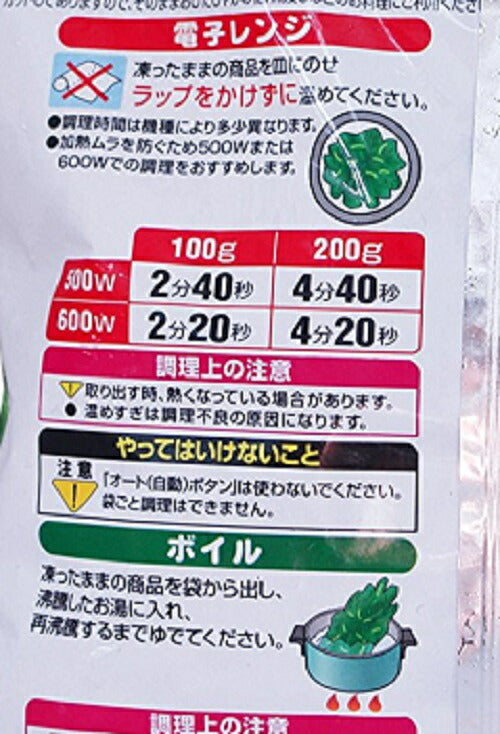 電子レンジ
凍ったままの商品を皿にのせ
ラップをかけずに温めてください。
●調理時間は機種により多少異なります。
●加熱ムラを防ぐため500Wまたは
600Wでの調理をおすすめします。
100g 200g
500W 2分40秒 4分40秒
600W 2分20秒 4分20秒
調理上の注意
取り出す時、熱くなっている場合があります。
● 温めすぎは調理不良の原因になります。
やってはいけないこと
注意
「オート(自動)ボタン」は使わないでください。
袋ごと調理はできません。
ボイル
凍ったままの商品を袋から出し、
沸騰したお湯に入れ、
再沸騰するまでゆでてください。
調理上の注意